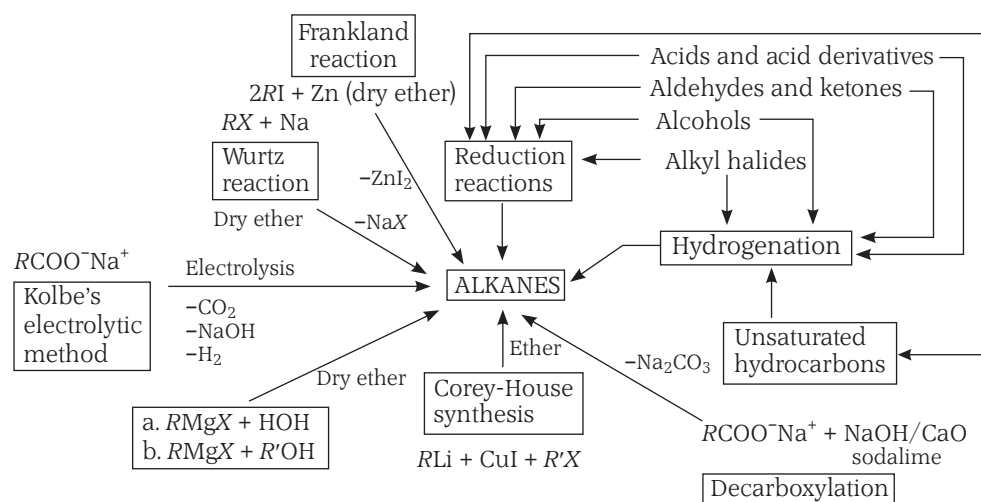 Frankland
reaction
2RI + Zn (dry ether)
RX + Na
Wurtz
reaction
Dry ether
–ZnI₂
–NaX
Acids and acid derivatives
Aldehydes and ketones
Alcohols
Alkyl halides
Reduction
reactions
Hydrogenation
RCOO⁻Na⁺
Kolbe's
electrolytic
method
Electrolysis
–CO₂
–NaOH
–H₂
ALKANES
Unsaturated
hydrocarbons
Dry ether
a. RMgX + HOH
b. RMgX + R'OH
Ether
Corey-House
synthesis
RLi + CuI + R'X
–Na₂CO₃
RCOO⁻Na⁺ + NaOH/CaO
sodalime
Decarboxylation